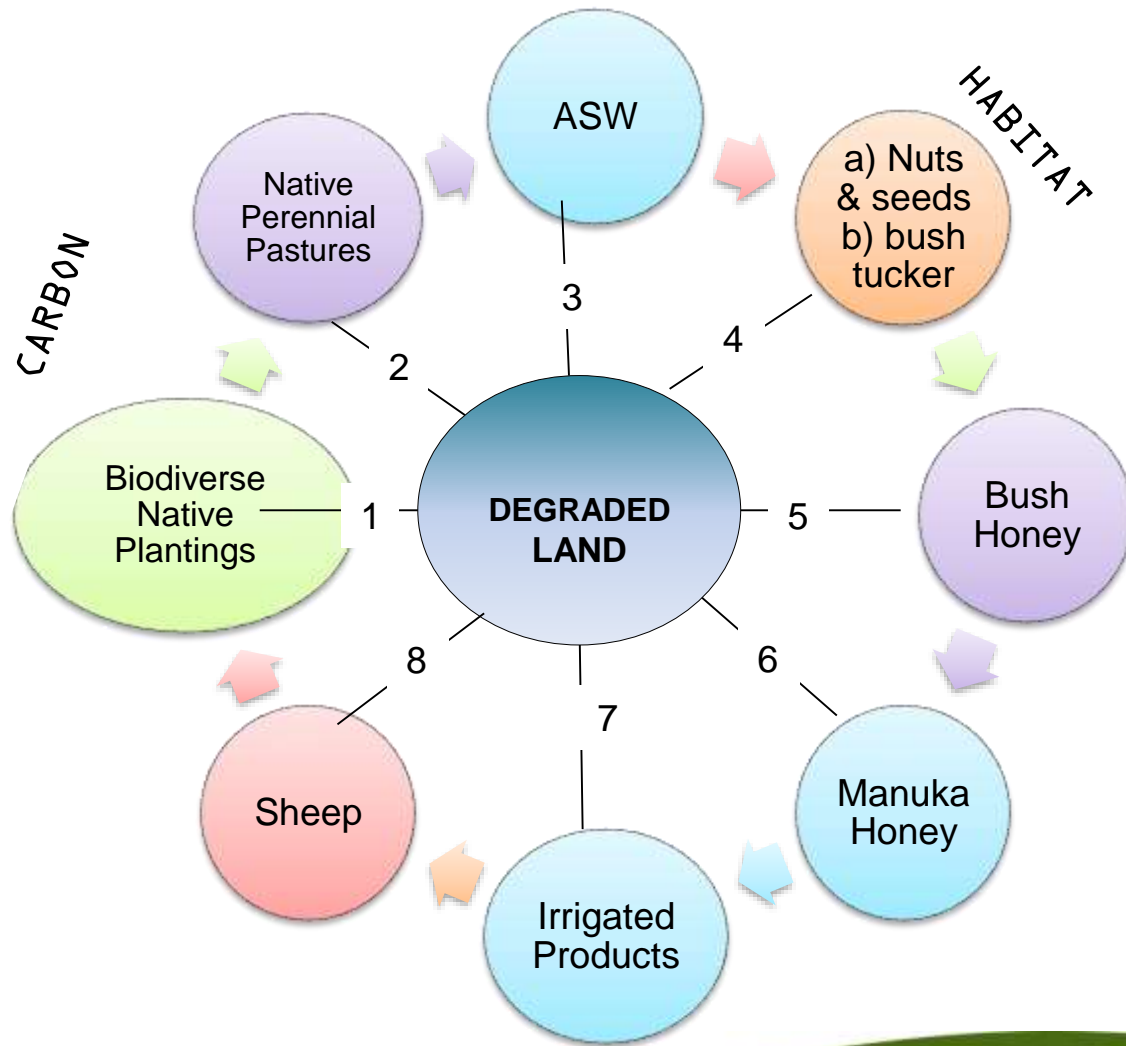 ASW
HABITAT
a) Nuts
& seeds
b) bush
tucker
Native
Perennial
Pastures
CARBON
3
4
2
Biodiverse
Native
Plantings
1
DEGRADED
LAND
5
Bush
Honey
8
6
7
Sheep
Manuka
Honey
Irrigated
Products